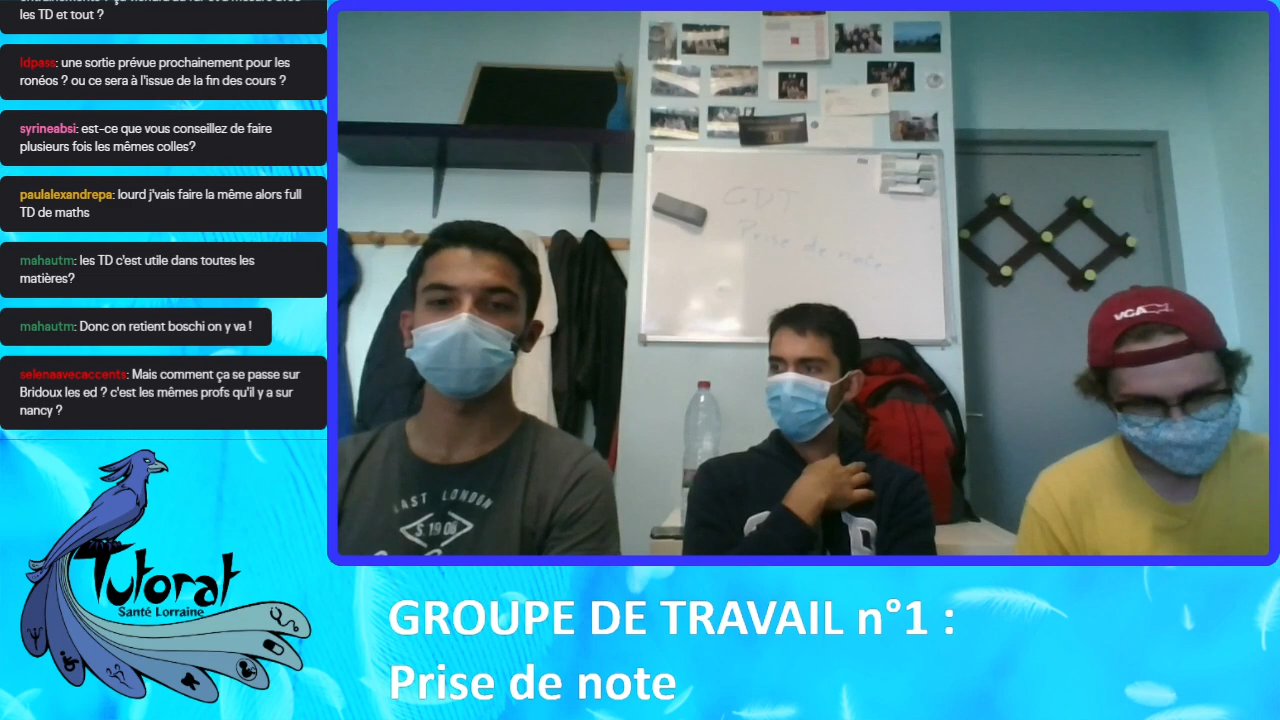 les TD et tout ?
ldpass: une sortie prévue prochainement pour les
ronéos ? ou ce sera à l'issue de la fin des cours ?
syrineabsi: est-ce que vous conseillez de faire
plusieurs fois les mêmes colles?
paulalexandrepa: lourd j'vais faire la même alors full
TD de maths
mahautm: les TD c'est utile dans toutes les
matières?
mahautm: Donc on retient boschi on y va !
selenaavecaccents: Mais comment ça se passe sur
Bridoux les ed ? c'est les mêmes profs qu'il y a sur
nancy ?
Tutorat
Santé Lorraine
GDT
Prise de note
EAST LONDON
S 1908
VCA
GROUPE DE TRAVAIL n°1 :
Prise de note